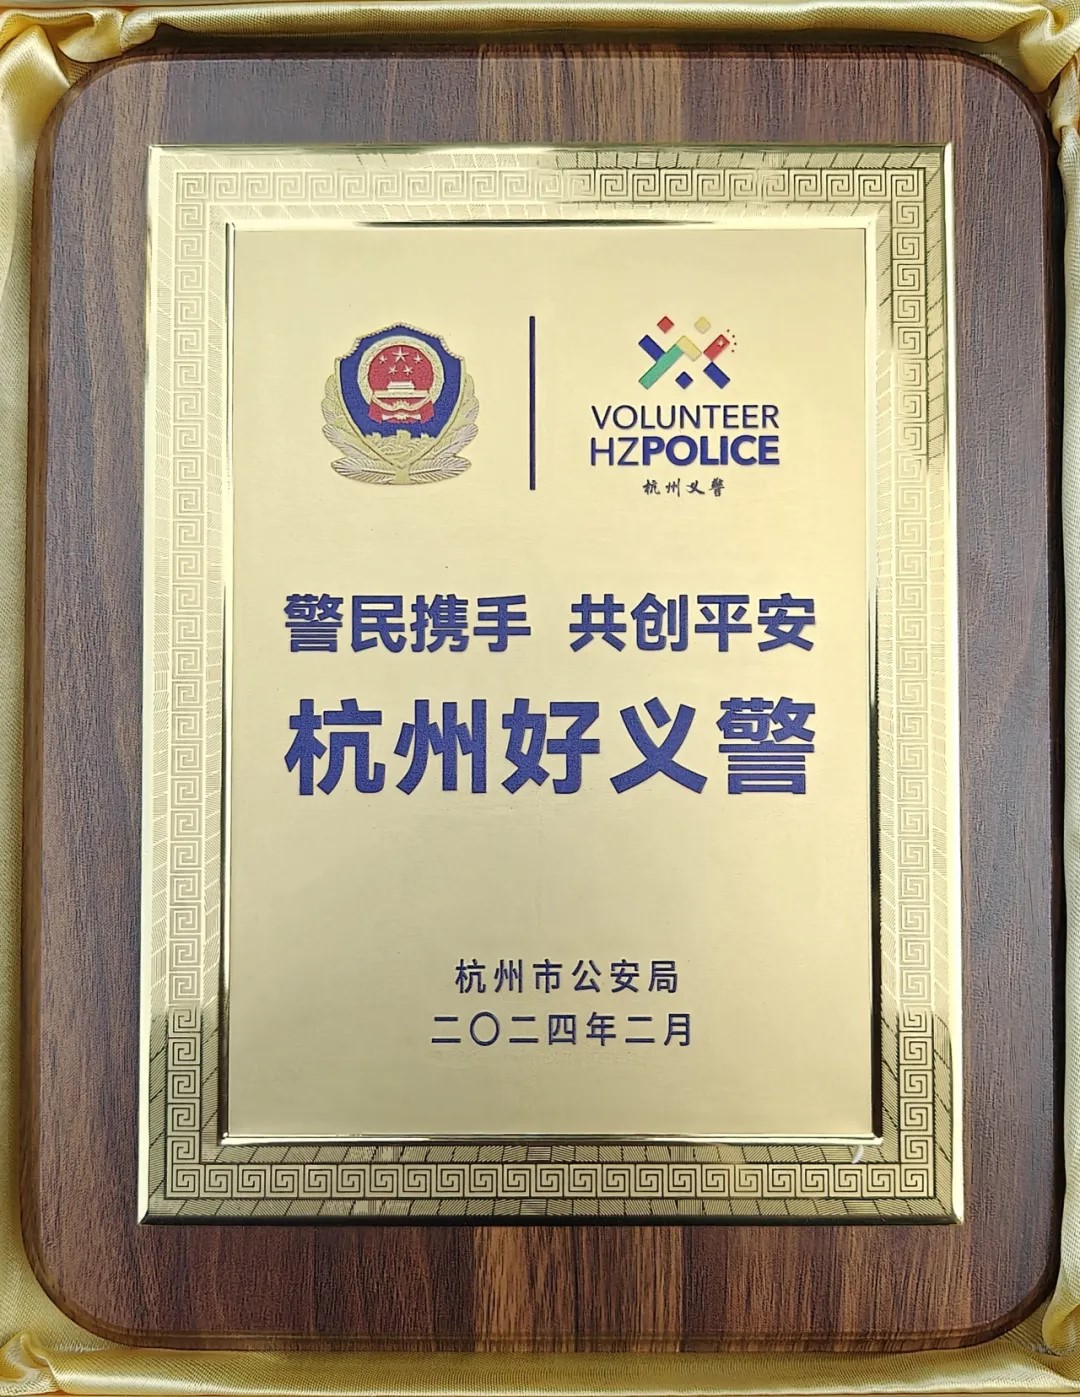 VOLUNTEER
HZPOLICE
杭州义警
警民携手 共创平安
杭州好义警
杭州市公安局
二〇二四年二月